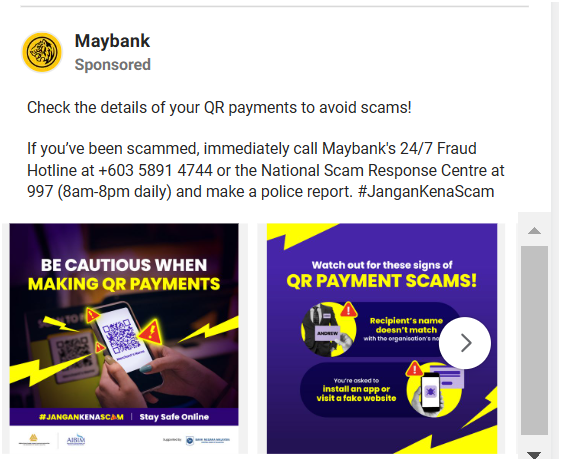 Maybank
Sponsored
Check the details of your QR payments to avoid scams!
If you've been scammed, immediately call Maybank's 24/7 Fraud
Hotline at +603 5891 4744 or the National Scam Response Centre at
997 (8am-8pm daily) and make a police report. #JanganKenaScam
BE CAUTIOUS WHEN
MAKING QR PAYMENTS
Merchant's Name
#JANGANKENASCAM | Stay Safe Online
Watch out for these signs of
QR PAYMENT SCAMS!
ANDREW
Recipient's name
doesn't match
with the organisation's
You're asked to
install an app or
visit a fake website